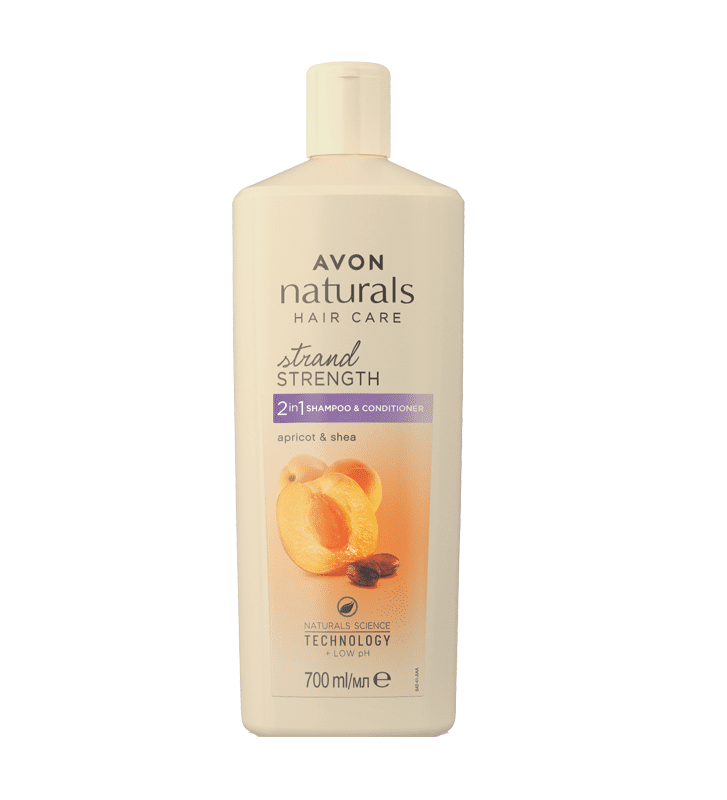 AVON
naturals
HAIR CARE
strand
STRENGTH
2in1 SHAMPOO & CONDITIONER
apricot & shea
NATURALS SCIENCE
TECHNOLOGY
+ LOW pH
700 ml/мл ℮